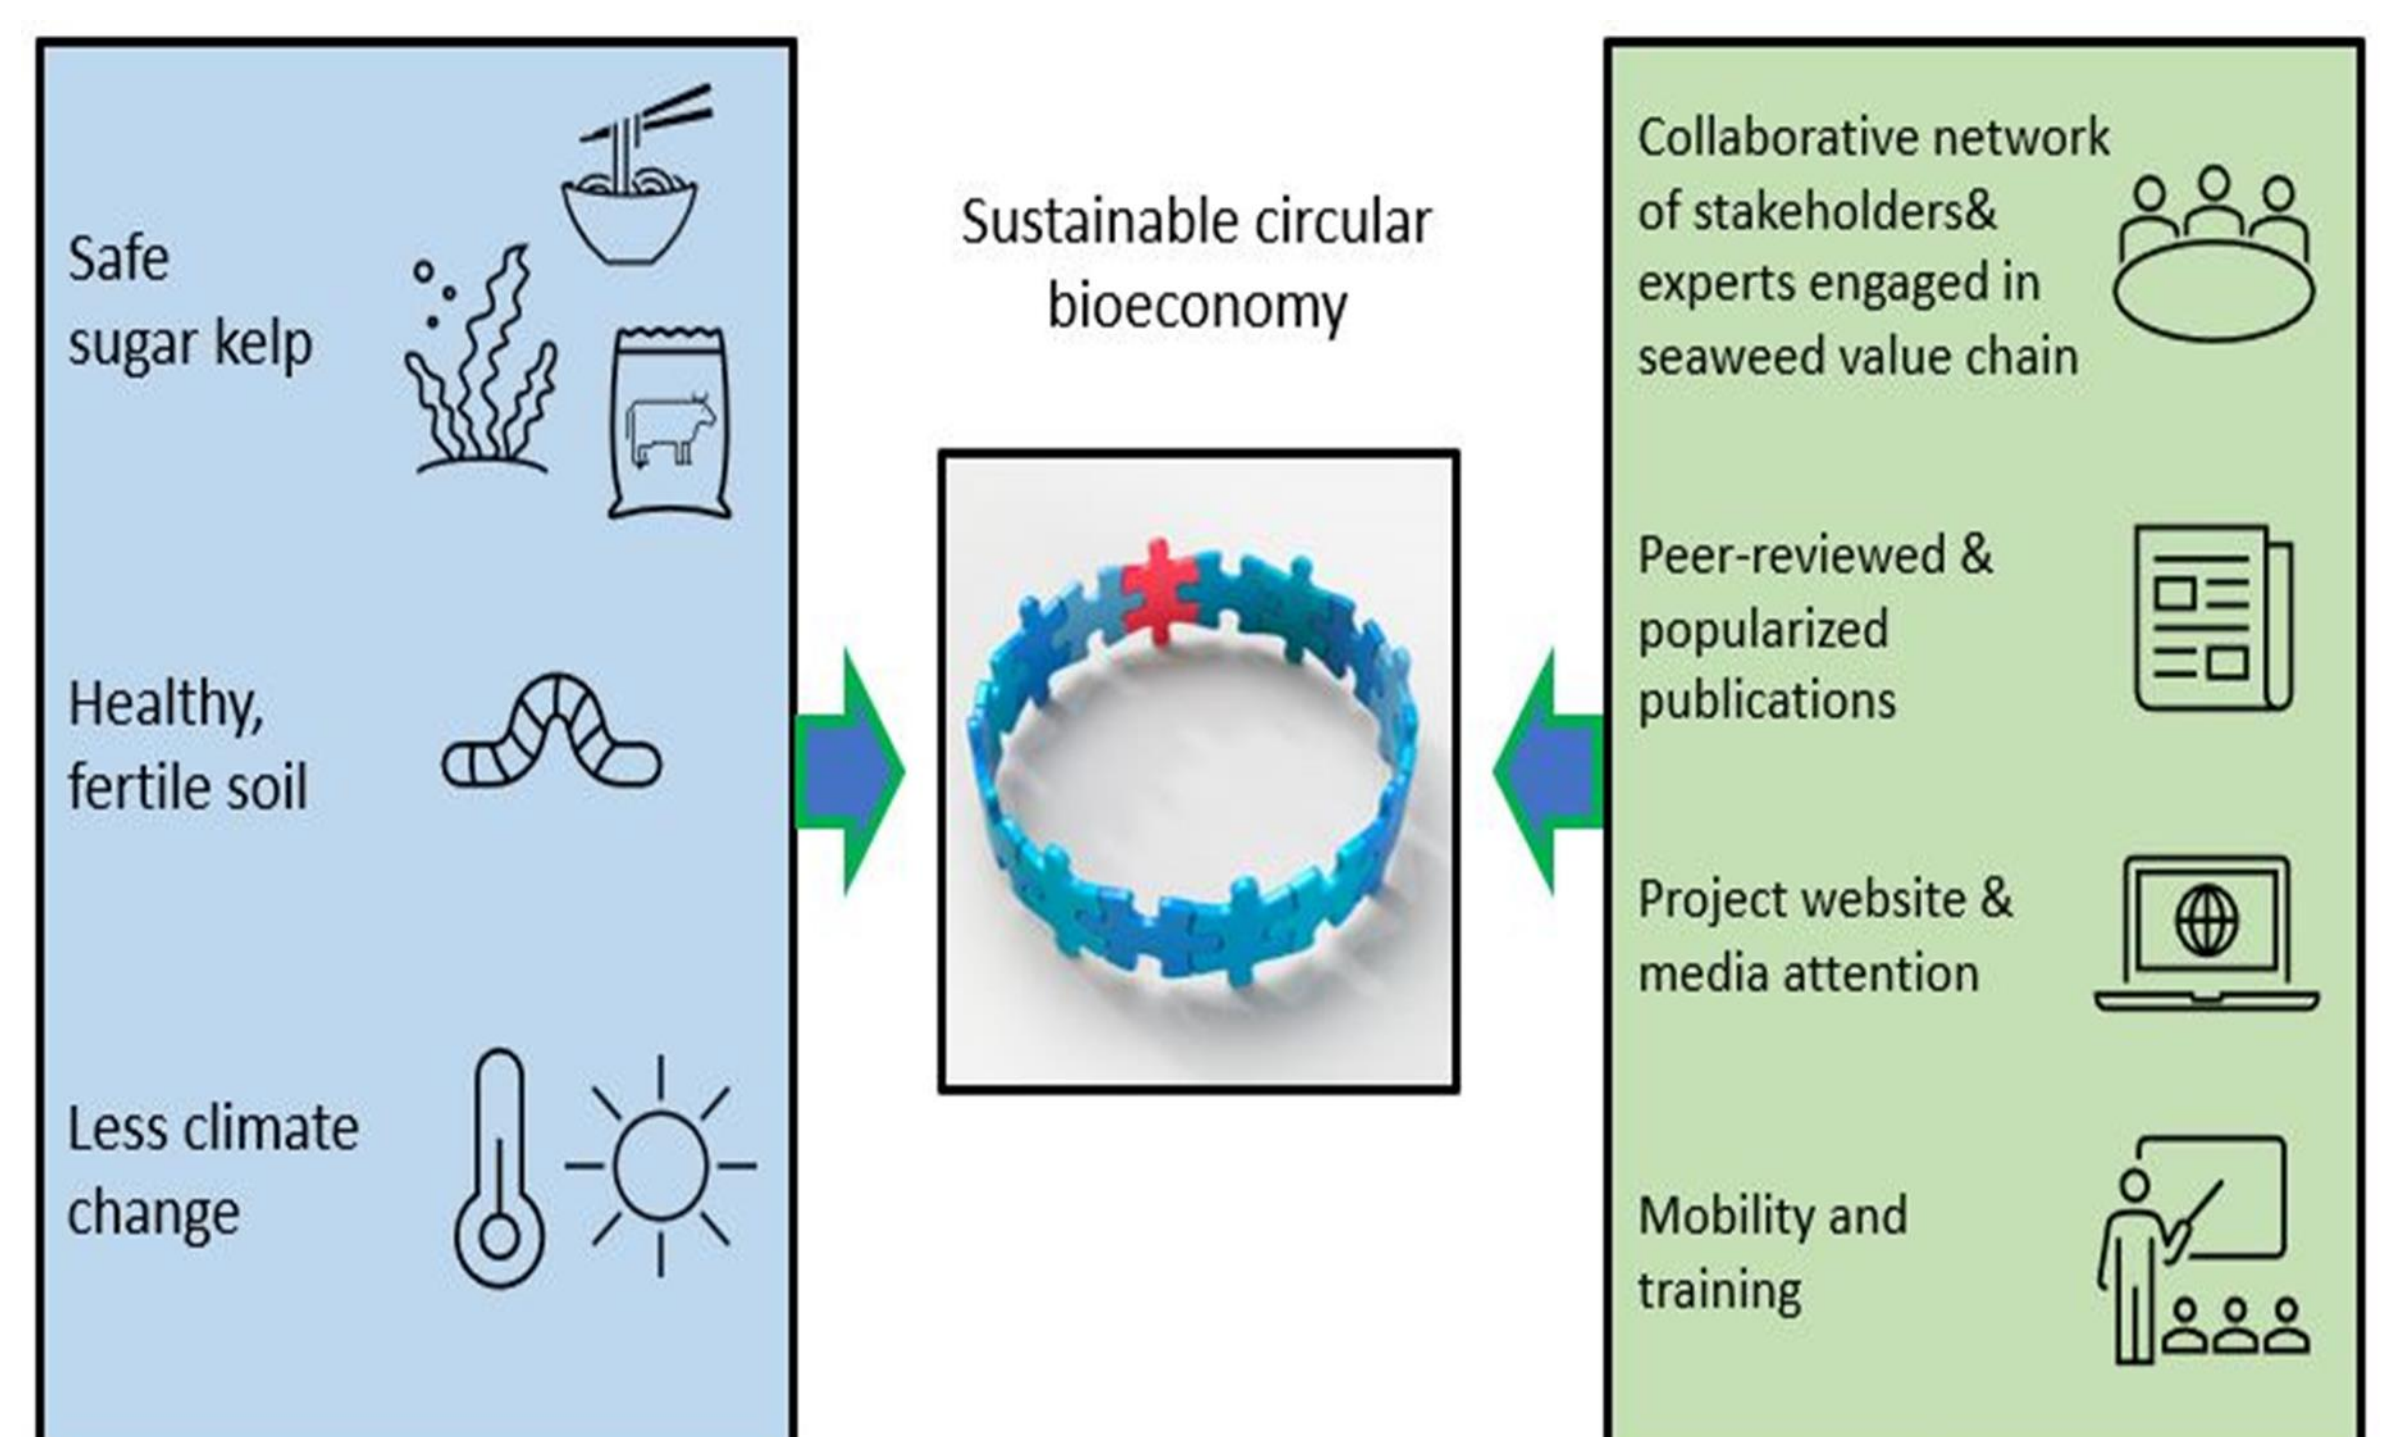 Safe
sugar kelp
Healthy,
fertile soil
Less climate
change
Sustainable circular
bioeconomy
Collaborative network
of stakeholders&
experts engaged in
seaweed value chain
Peer-reviewed &
popularized
publications
Project website &
media attention
Mobility and
training